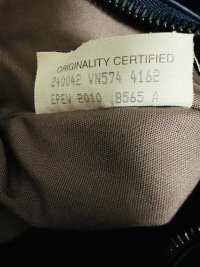 ORIGINALITY CERTIFIED
240042 VN574 4162
EPEV 2010 8565 A